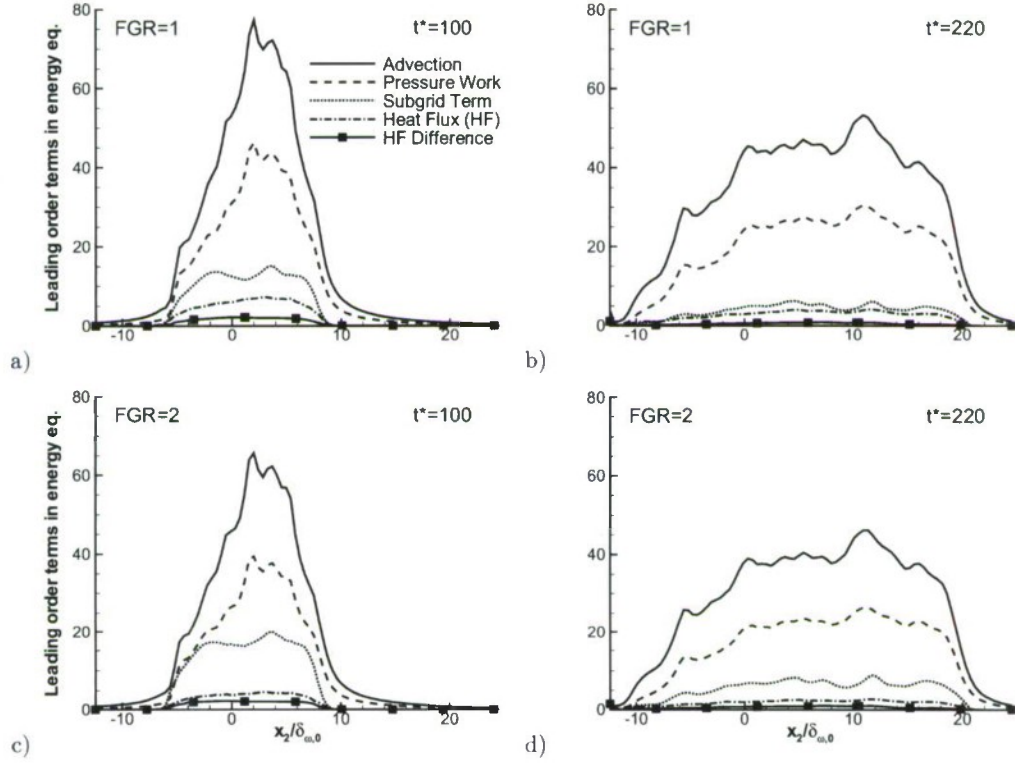 80
60
40
20
0
Leading order terms in energy eq.
FGR=1
t*=100
Advection
Pressure Work
Subgrid Term
Heat Flux (HF)
HF Difference
-10
0
10
20
a)
80
60
40
20
0
FGR=1
t*=220
-10
0
10
20
b)
80
60
40
20
0
Leading order terms in energy eq.
FGR=2
t*=100
-10
0
10
20
x₂/δω,0
c)
80
60
40
20
0
FGR=2
t*=220
-10
0
10
20
x₂/δω,0
d)